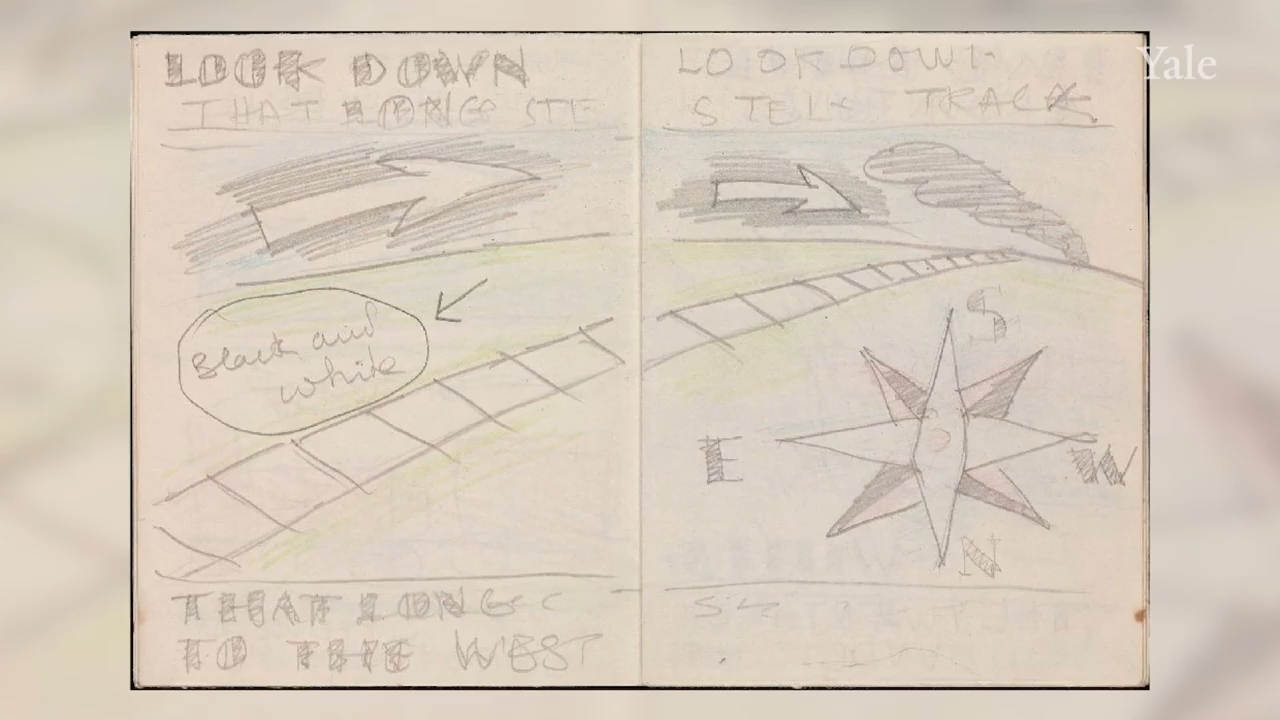 LOOK DOWN
THAT LONG STE
Black and
white
THAT LONG
TO THE WEST
LOOK DOWN
TRACK
S
E
W
N
Yale